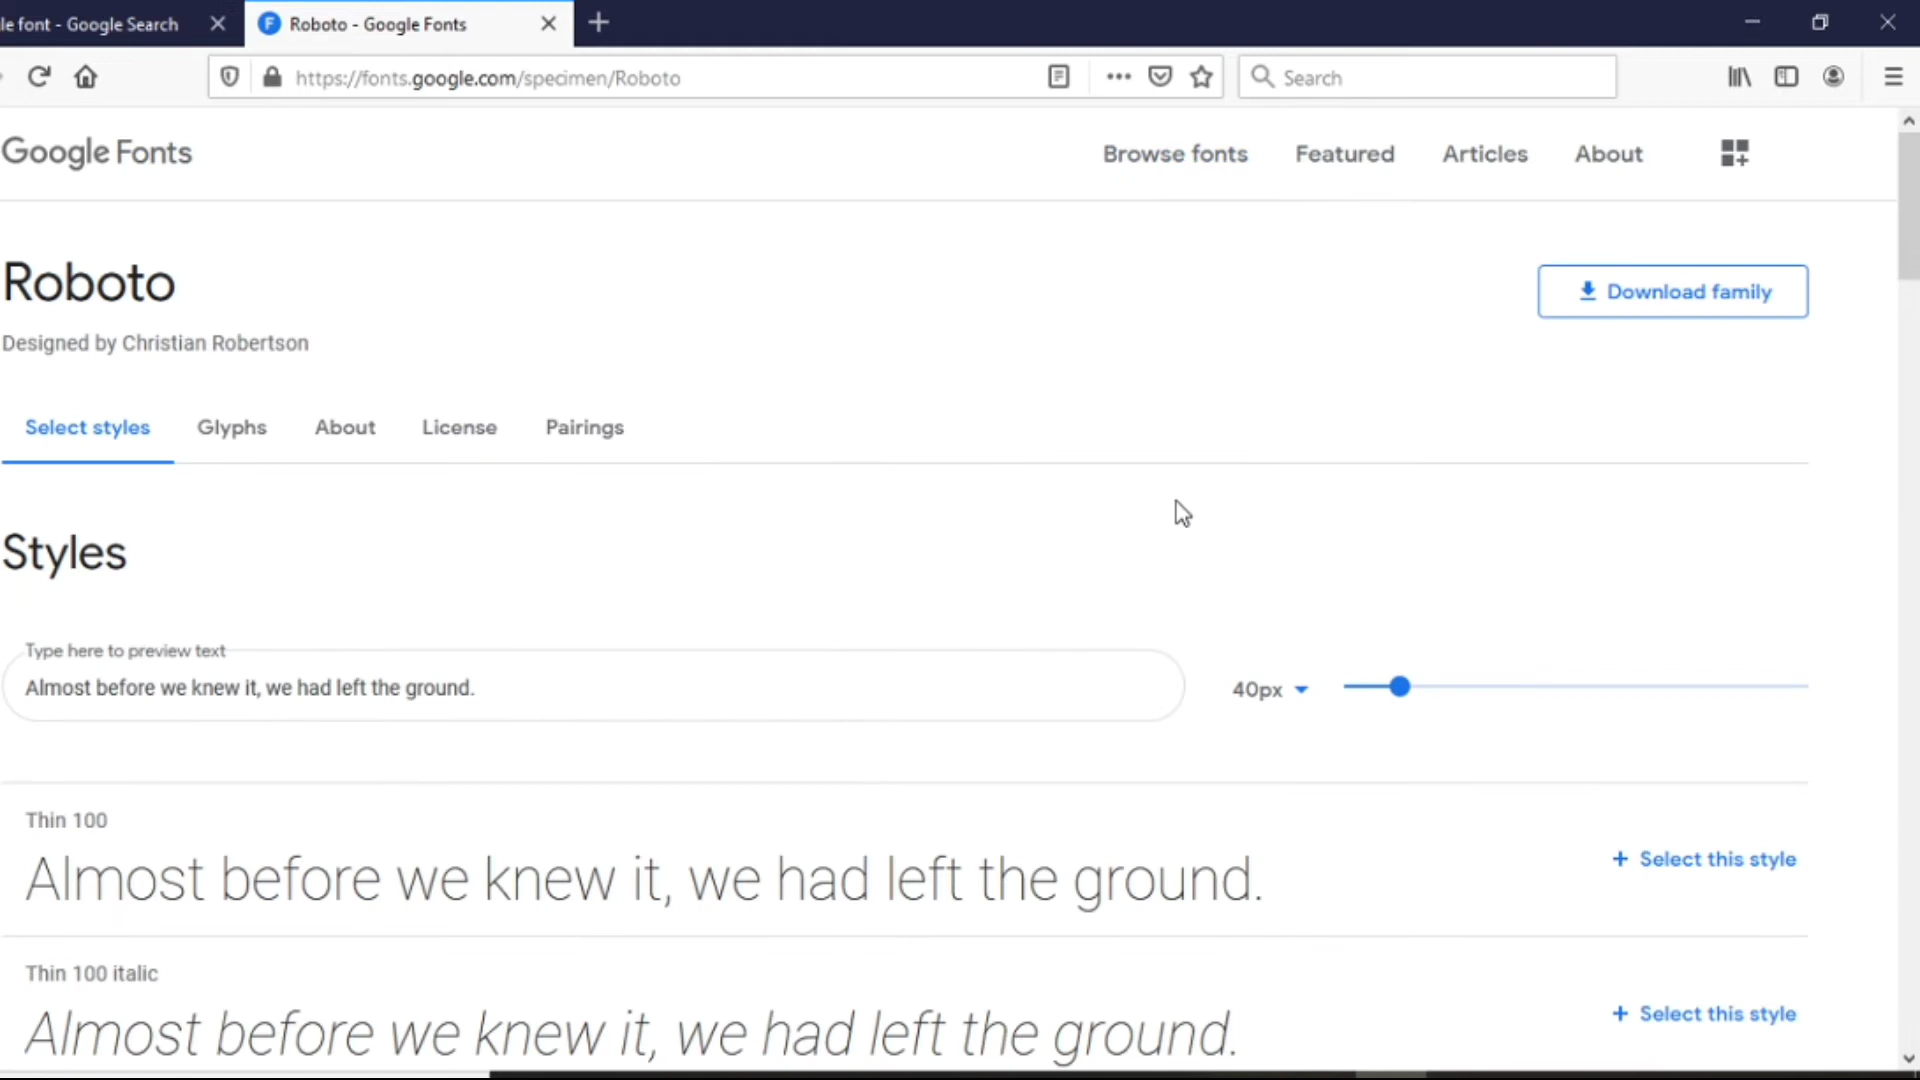 le font - Google Search
Roboto - Google Fonts
https://fonts.google.com/specimen/Roboto
Search
Google Fonts
Browse fonts
Featured
Articles
About
Roboto
Download family
Designed by Christian Robertson
Select styles
Glyphs
About
License
Pairings
Styles
Type here to preview text
Almost before we knew it, we had left the ground.
40px
Thin 100
Almost before we knew it, we had left the ground.
+ Select this style
Thin 100 italic
Almost before we knew it, we had left the ground.
+ Select this style